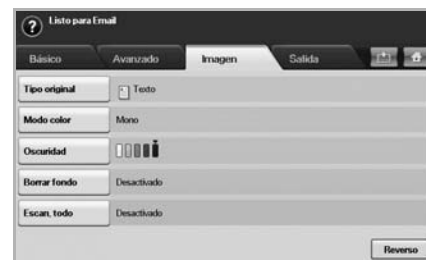 ? Listo para Email
Básico Avanzado Imagen Salida
Tipo original Texto
Modo color Mono
Oscuridad
Borrar fondo Desactivado
Escan, todo Desactivado
Reverso